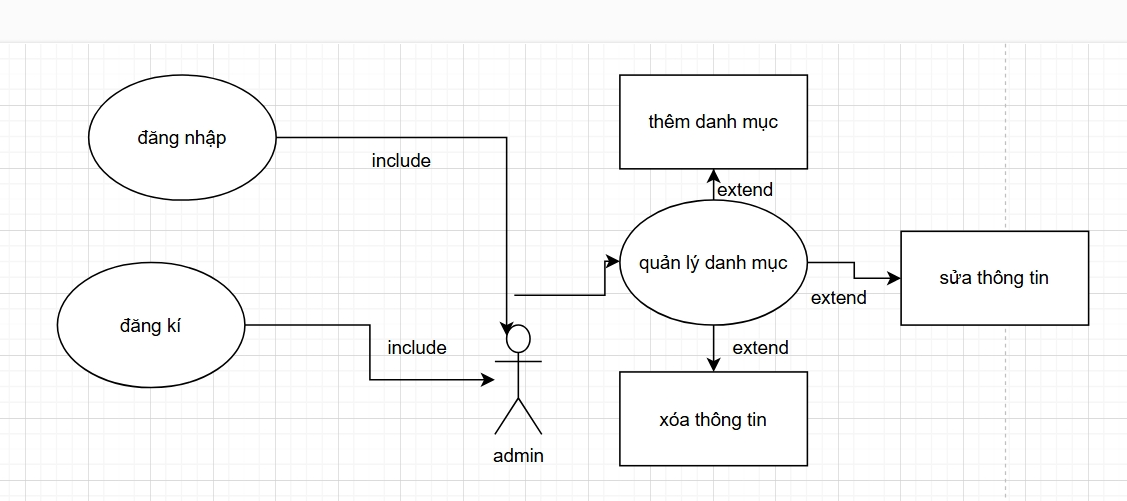 đăng nhập
include
thêm danh mục
extend
quản lý danh mục
sửa thông tin
extend
đăng kí
include
extend
xóa thông tin
admin